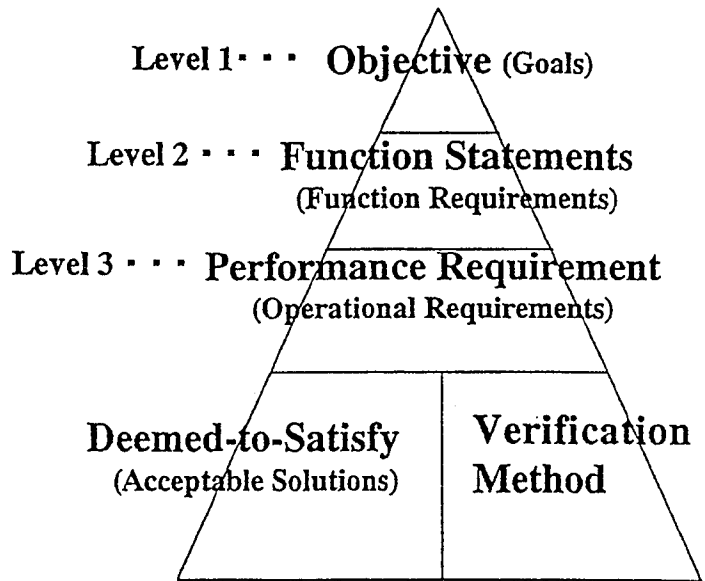 Level 1 · · · Objective (Goals)
Level 2 · · · Function Statements
(Function Requirements)
Level 3 · · · Performance Requirement
(Operational Requirements)
Deemed-to-Satisfy
(Acceptable Solutions)
Verification
Method